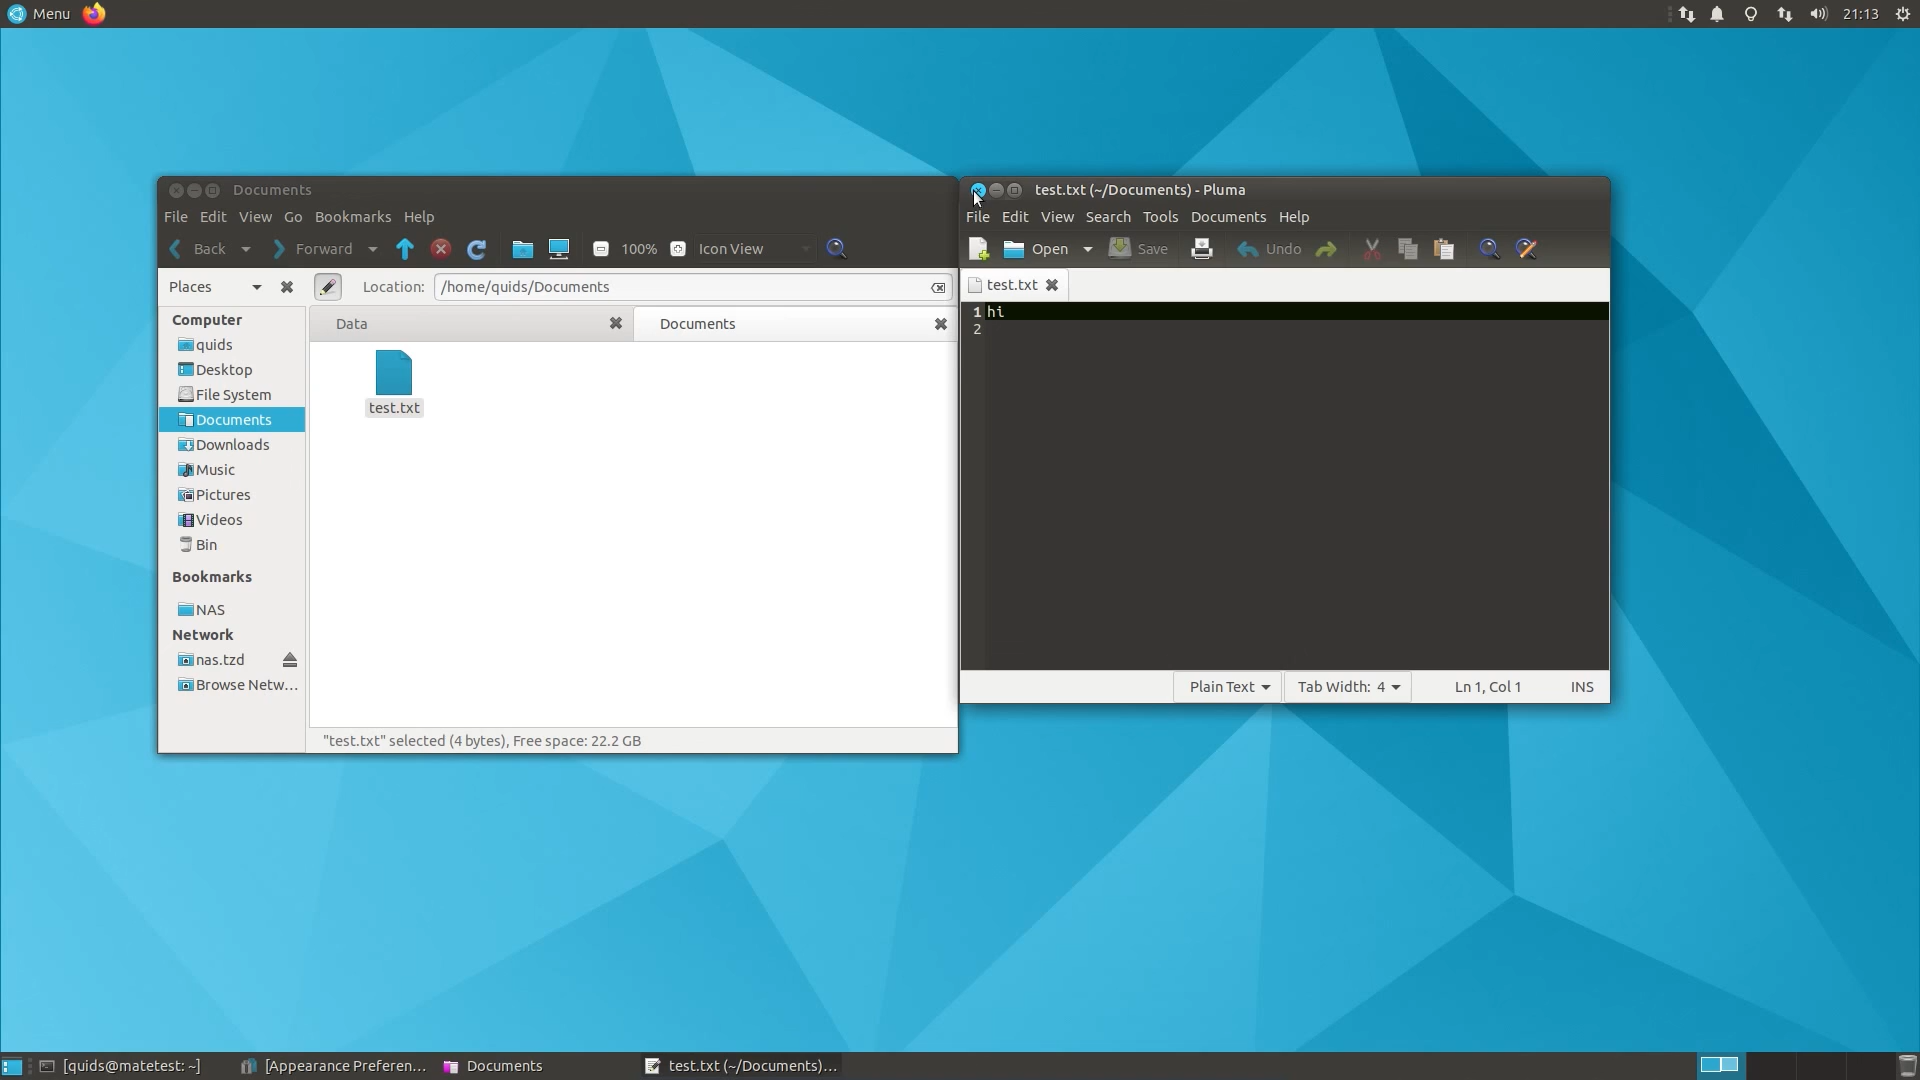 Menu
21:13
Documents
File Edit View Go Bookmarks Help
Back Forward 100% Icon View
Places
Location: /home/quids/Documents
Computer
quids
Desktop
File System
Documents
Downloads
Music
Pictures
Videos
Bin
Bookmarks
NAS
Network
nas.tzd
Browse Netw…
Data
Documents
test.txt
"test.txt" selected (4 bytes), Free space: 22.2 GB
test.txt (~/Documents) - Pluma
File Edit View Search Tools Documents Help
Open Save Undo
test.txt
1 hi
2
Plain Text Tab Width: 4 Ln 1, Col 1 INS
[quids@matetest: ~] [Appearance Preferen… Documents test.txt (~/Documents)…